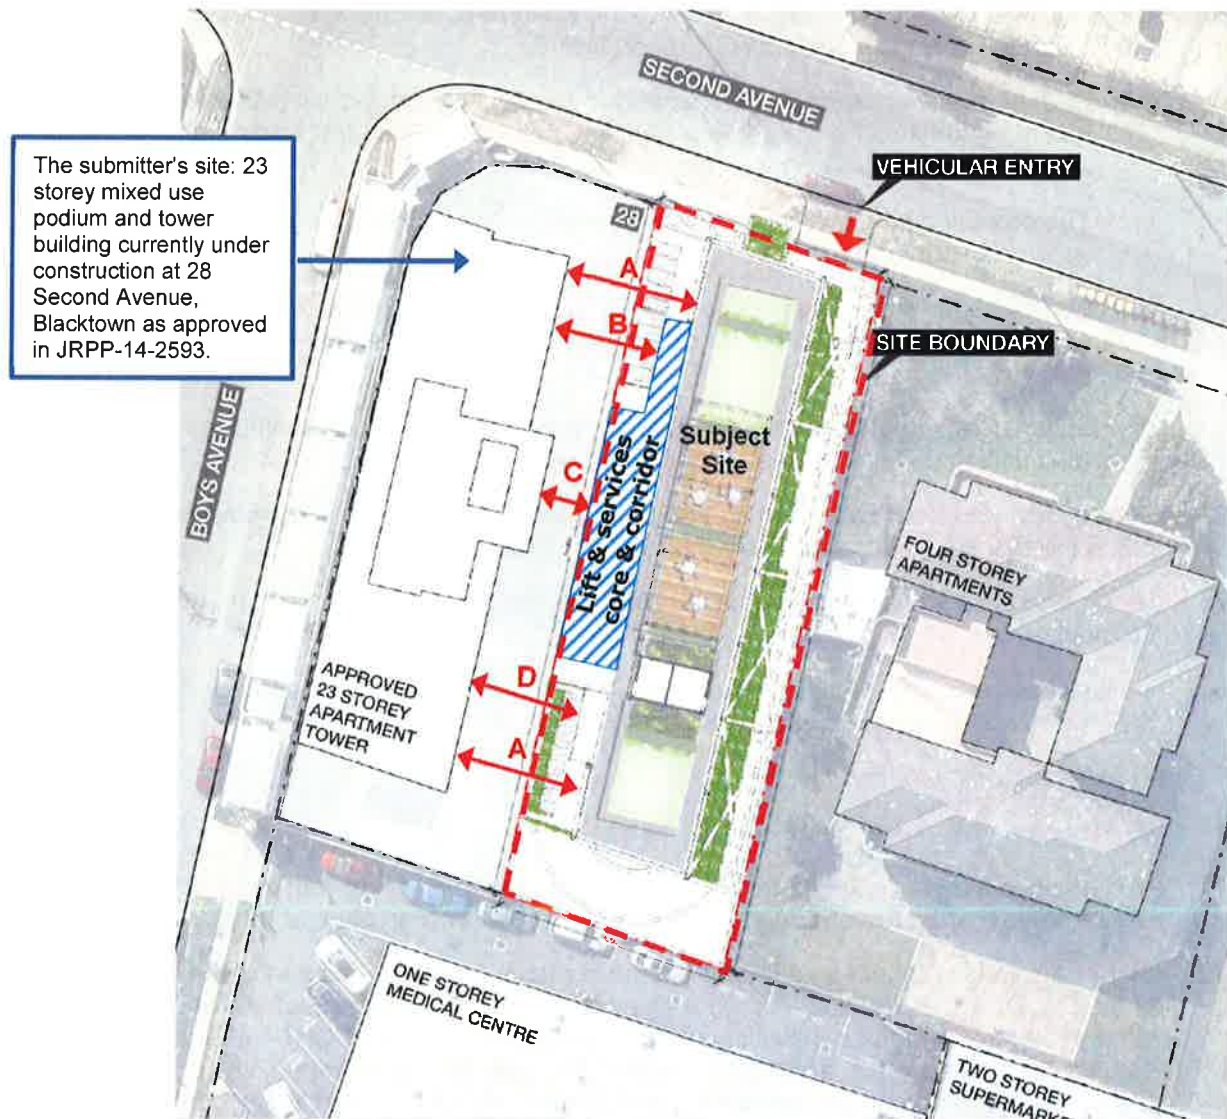 SECOND AVENUE
The submitter's site: 23
storey mixed use
podium and tower
building currently under
construction at 28
Second Avenue,
Blacktown as approved
in JRPP-14-2593.
VEHICULAR ENTRY
28
A
B
SITE BOUNDARY
BOYS AVENUE
Subject
Site
C
Lift & services
core & corridor
FOUR STOREY
APARTMENTS
D
APPROVED
23 STOREY
APARTMENT
TOWER
A
ONE STOREY
MEDICAL CENTRE
TWO STOREY